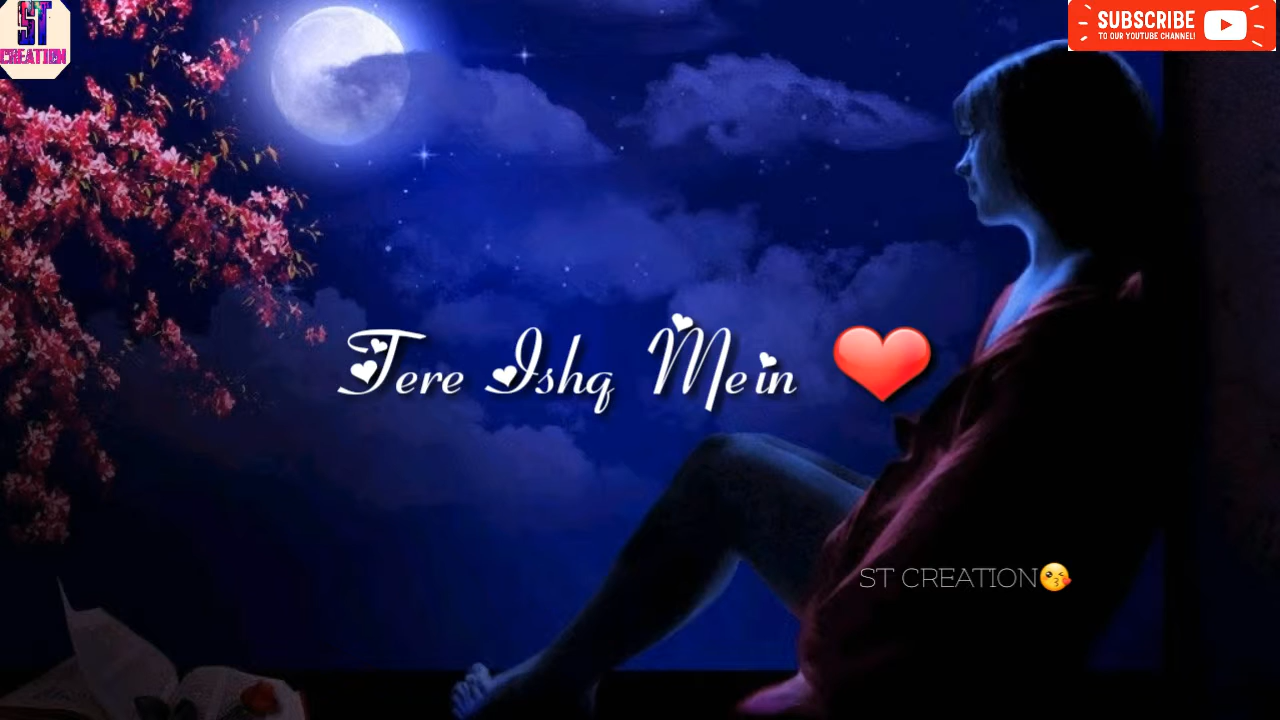 ST
CREATION
SUBSCRIBE
TO OUR YOUTUBE CHANNEL!
Tere Ishq Mein ❤️
ST CREATION😘